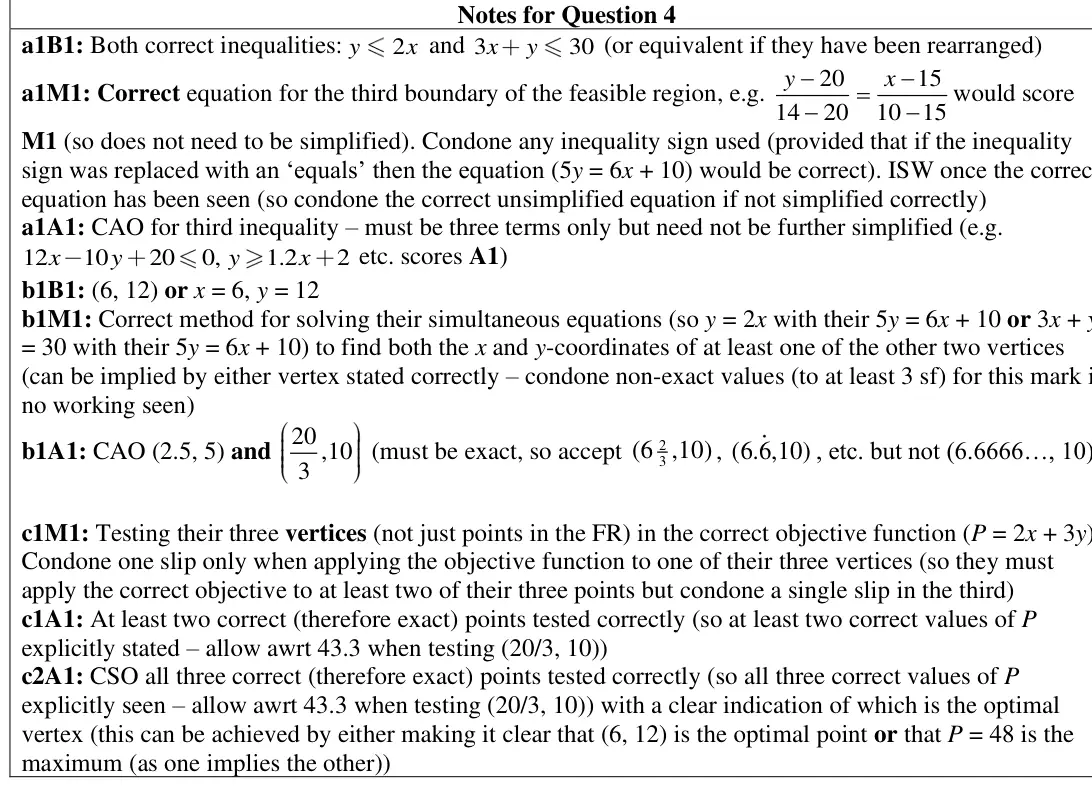 Notes for Question 4
a1B1: Both correct inequalities: y ⩽ 2x and 3x + y ⩽ 30 (or equivalent if they have been rearranged)
a1M1: Correct equation for the third boundary of the feasible region, e.g. (y − 20)/(14 − 20) = (x − 15)/(10 − 15) would score
M1 (so does not need to be simplified). Condone any inequality sign used (provided that if the inequality
sign was replaced with an ‘equals’ then the equation (5y = 6x + 10) would be correct). ISW once the correc
equation has been seen (so condone the correct unsimplified equation if not simplified correctly)
a1A1: CAO for third inequality – must be three terms only but need not be further simplified (e.g.
12x − 10y + 20 ⩽ 0, y ⩾ 1.2x + 2 etc. scores A1)
b1B1: (6, 12) or x = 6, y = 12
b1M1: Correct method for solving their simultaneous equations (so y = 2x with their 5y = 6x + 10 or 3x + y
= 30 with their 5y = 6x + 10) to find both the x and y-coordinates of at least one of the other two vertices
(can be implied by either vertex stated correctly – condone non-exact values (to at least 3 sf) for this mark i
no working seen)
b1A1: CAO (2.5, 5) and (20/3, 10) (must be exact, so accept (6 2/3, 10), (6.6̇, 10), etc. but not (6.6666…, 10)
c1M1: Testing their three vertices (not just points in the FR) in the correct objective function (P = 2x + 3y)
Condone one slip only when applying the objective function to one of their three vertices (so they must
apply the correct objective to at least two of their three points but condone a single slip in the third)
c1A1: At least two correct (therefore exact) points tested correctly (so at least two correct values of P
explicitly stated – allow awrt 43.3 when testing (20/3, 10))
c2A1: CSO all three correct (therefore exact) points tested correctly (so all three correct values of P
explicitly seen – allow awrt 43.3 when testing (20/3, 10)) with a clear indication of which is the optimal
vertex (this can be achieved by either making it clear that (6, 12) is the optimal point or that P = 48 is the
maximum (as one implies the other))